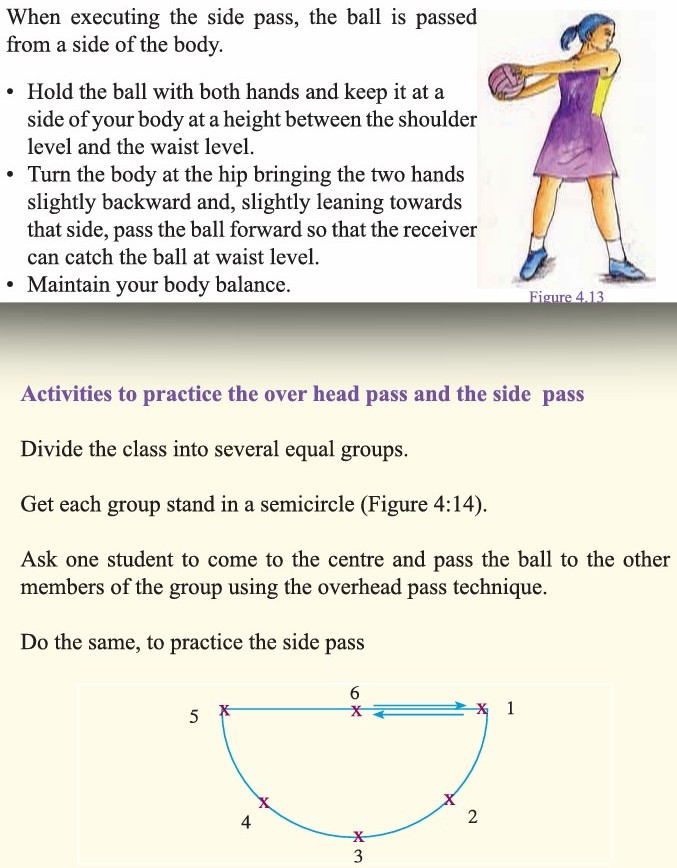 When executing the side pass, the ball is passed
from a side of the body.
• Hold the ball with both hands and keep it at a
side of your body at a height between the shoulder
level and the waist level.
• Turn the body at the hip bringing the two hands
slightly backward and, slightly leaning towards
that side, pass the ball forward so that the receiver
can catch the ball at waist level.
• Maintain your body balance.
Figure 4.13
Activities to practice the over head pass and the side pass
Divide the class into several equal groups.
Get each group stand in a semicircle (Figure 4:14).
Ask one student to come to the centre and pass the ball to the other
members of the group using the overhead pass technique.
Do the same, to practice the side pass
6
5 x x x 1
x x
4 2
x
3